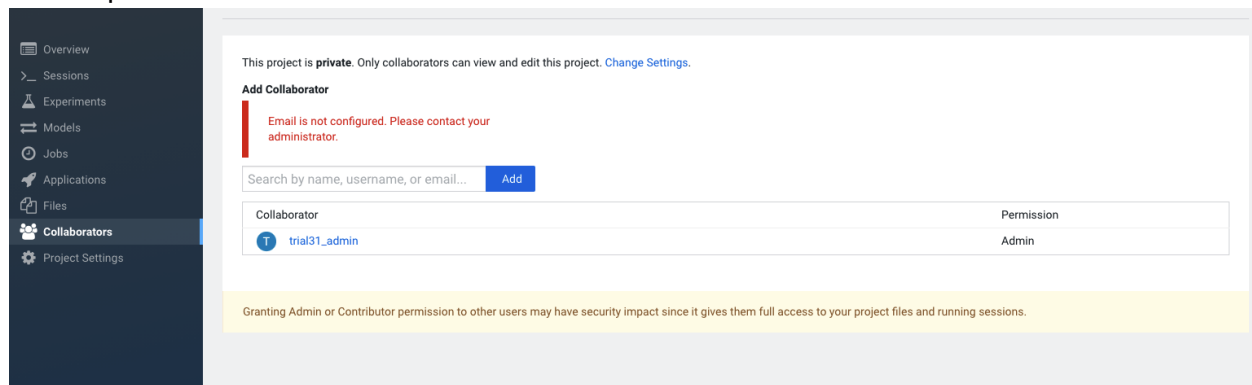 Overview
Sessions
Experiments
Models
Jobs
Applications
Files
Collaborators
Project Settings
This project is private. Only collaborators can view and edit this project. Change Settings.
Add Collaborator
Email is not configured. Please contact your
administrator.
Search by name, username, or email... Add
Collaborator Permission
T trial31_admin Admin
Granting Admin or Contributor permission to other users may have security impact since it gives them full access to your project files and running sessions.